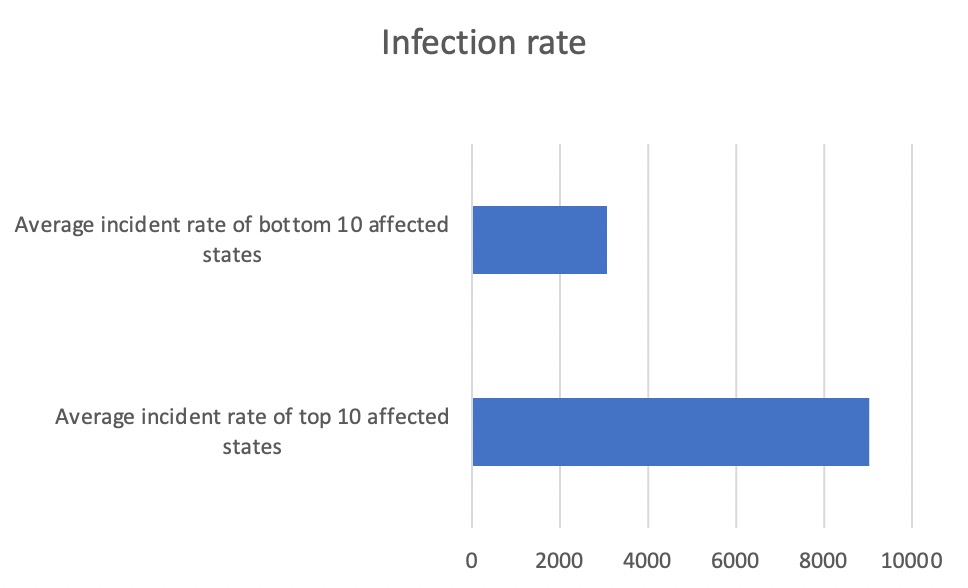 Infection rate
Average incident rate of bottom 10 affected
states
Average incident rate of top 10 affected
states
0 2000 4000 6000 8000 10000